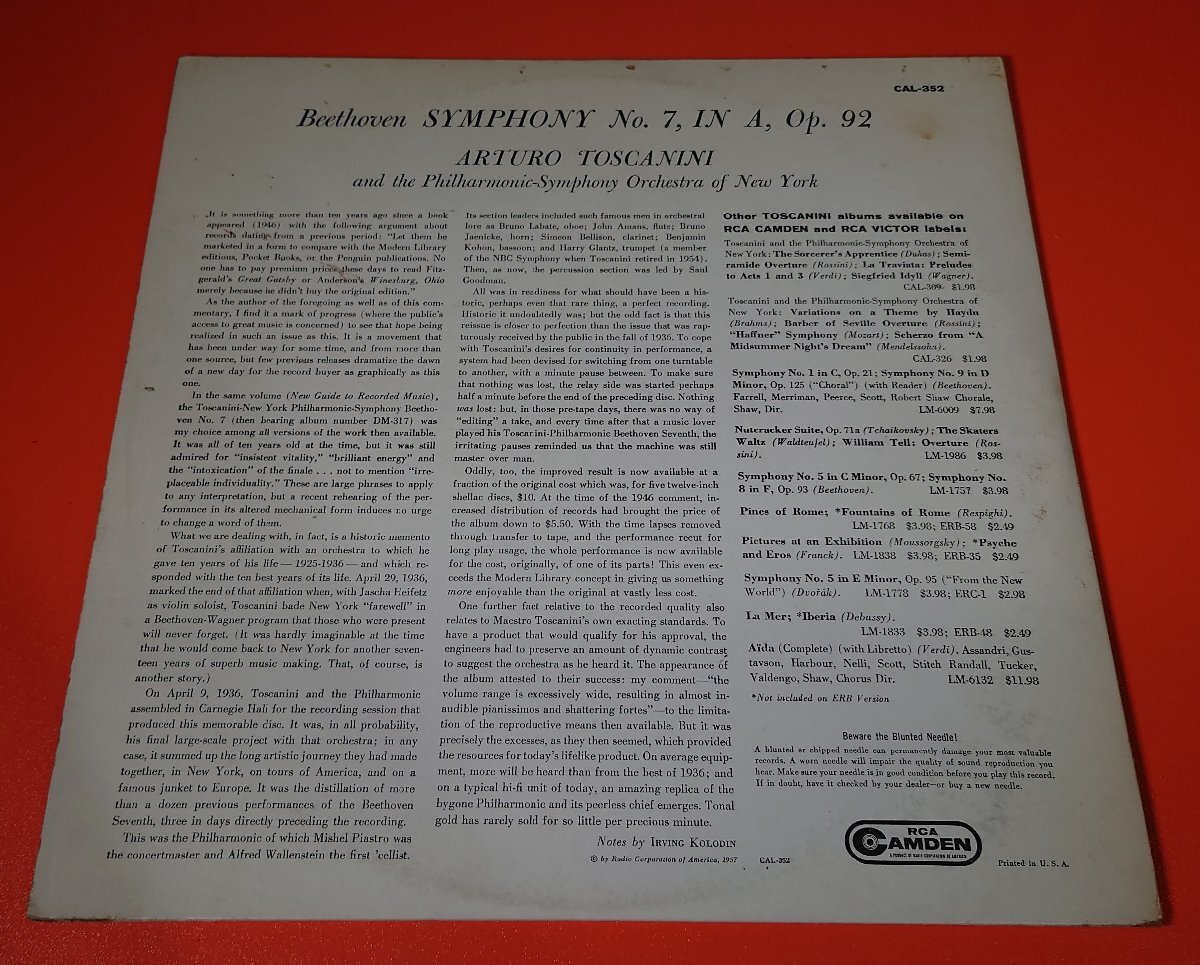 CAL-352
Beethoven SYMPHONY No. 7, IN A, Op. 92
ARTURO TOSCANINI
and the Philharmonic-Symphony Orchestra of New York
It is something more than ten years ago since a book
appeared (1946) with the following argument about
records dating from a previous period: “Let them be
marketed in a form to compare with the Modern Library
editions, Pocket Books, or the Penguin publications. No
one has to pay premium prices these days to read Fitz-
gerald's Great Gatsby or Anderson's Winesburg, Ohio
merely because he didn't buy the original edition.”
As the author of the foregoing as well as of this com-
mentary, I find it a mark of progress (where the public's
access to great music is concerned) to see that hope being
realized in such an issue as this. It is a movement that
has been under way for some time, and from more than
one source, but few previous releases dramatize the dawn
of a new day for the record buyer as graphically as this
one.
In the same volume (New Guide to Recorded Music),
the Toscanini-New York Philharmonic-Symphony Beetho-
ven No. 7 (then bearing album number DM-317) was
my choice among all versions of the work then available.
It was all of ten years old at the time, but it was still
admired for “insistent vitality,” “brilliant energy” and
the “intoxication” of the finale . . . not to mention “irre-
placeable individuality.” These are large phrases to apply
to any interpretation, but a recent rehearing of the per-
formance in its altered mechanical form induces no urge
to change a word of them.
What we are dealing with, in fact, is a historic memento
of Toscanini's affiliation with an orchestra to which he
gave ten years of his life — 1925-1936 — and which re-
sponded with the ten best years of its life. April 29, 1936,
marked the end of that affiliation when, with Jascha Heifetz
as violin soloist, Toscanini bade New York “farewell” in
a Beethoven-Wagner program that those who were present
will never forget. (It was hardly imaginable at the time
that he would come back to New York for another seven-
teen years of superb music making. That, of course, is
another story.)
On April 9, 1936, Toscanini and the Philharmonic
assembled in Carnegie Hall for the recording session that
produced this memorable disc. It was, in all probability,
his final large-scale project with that orchestra; in any
case, it summed up the long artistic journey they had made
together, in New York, on tours of America, and on a
famous junket to Europe. It was the distillation of more
than a dozen previous performances of the Beethoven
Seventh, three in days directly preceding the recording.
This was the Philharmonic of which Mishel Piastro was
the concertmaster and Alfred Wallenstein the first 'cellist.
Its section leaders included such famous men in orchestral
lore as Bruno Labate, oboe; John Amans, flute; Bruno
Jaenicke, horn; Simeon Bellison, clarinet; Benjamin
Kohon, bassoon; and Harry Glantz, trumpet (a member
of the NBC Symphony when Toscanini retired in 1954).
Then, as now, the percussion section was led by Saul
Goodman.
All was in readiness for what should have been a his-
toric, perhaps even that rare thing, a perfect recording.
Historic it undoubtedly was; but the odd fact is that this
reissue is closer to perfection than the issue that was rap-
turously received by the public in the fall of 1936. To cope
with Toscanini's desires for continuity in performance, a
system had been devised for switching from one turntable
to another, with a minute pause between. To make sure
that nothing was lost, the relay side was started perhaps
half a minute before the end of the preceding disc. Nothing
was lost: but, in those pre-tape days, there was no way of
“editing” a take, and every time after that a music lover
played his Toscanini-Philharmonic Beethoven Seventh, the
irritating pauses reminded us that the machine was still
master over man.
Oddly, too, the improved result is now available at a
fraction of the original cost which was, for five twelve-inch
shellac discs, $10. At the time of the 1946 comment, in-
creased distribution of records had brought the price of
the album down to $5.50. With the time lapses removed
through transfer to tape, and the performance recut for
long play usage, the whole performance is now available
for the cost, originally, of one of its parts! This even ex-
ceeds the Modern Library concept in giving us something
more enjoyable than the original at vastly less cost.
One further fact relative to the recorded quality also
relates to Maestro Toscanini's own exacting standards. To
have a product that would qualify for his approval, the
engineers had to preserve an amount of dynamic contrast
to suggest the orchestra as he heard it. The appearance of
the album attested to their success: my comment—“the
volume range is excessively wide, resulting in almost in-
audible pianissimos and shattering fortes”—to the limita-
tion of the reproductive means then available. But it was
precisely the excesses, as they then seemed, which provided
the resources for today's lifelike product. On average equip-
ment, more will be heard than from the best of 1936; and
on a typical hi-fi unit of today, an amazing replica of the
bygone Philharmonic and its peerless chief emerges. Tonal
gold has rarely sold for so little per precious minute.
Notes by IRVING KOLODIN
© by Radio Corporation of America, 1957
CAL-352
Other TOSCANINI albums available on
RCA CAMDEN and RCA VICTOR labels:
Toscanini and the Philharmonic-Symphony Orchestra of
New York: The Sorcerer's Apprentice (Dukas); Semi-
ramide Overture (Rossini); La Traviata: Preludes
to Acts 1 and 3 (Verdi); Siegfried Idyll (Wagner).
CAL-309 $1.98
Toscanini and the Philharmonic-Symphony Orchestra of
New York: Variations on a Theme by Haydn
(Brahms); Barber of Seville Overture (Rossini);
“Haffner” Symphony (Mozart); Scherzo from “A
Midsummer Night's Dream” (Mendelssohn).
CAL-326 $1.98
Symphony No. 1 in C, Op. 21; Symphony No. 9 in D
Minor, Op. 125 (“Choral”) (with Reader) (Beethoven).
Farrell, Merriman, Peerce, Scott, Robert Shaw Chorale,
Shaw, Dir. LM-6009 $7.98
Nutcracker Suite, Op. 71a (Tchaikovsky); The Skaters
Waltz (Waldteufel); William Tell: Overture (Ros-
sini). LM-1986 $3.98
Symphony No. 5 in C Minor, Op. 67; Symphony No.
8 in F, Op. 93 (Beethoven). LM-1757 $3.98
Pines of Rome; *Fountains of Rome (Respighi).
LM-1768 $3.98; ERB-58 $2.49
Pictures at an Exhibition (Moussorgsky); *Psyche
and Eros (Franck). LM-1838 $3.98; ERB-35 $2.49
Symphony No. 5 in E Minor, Op. 95 (“From the New
World”) (Dvořák). LM-1778 $3.98; ERC-1 $2.98
La Mer; *Iberia (Debussy).
LM-1833 $3.98; ERB-48 $2.49
Aïda (Complete) (with Libretto) (Verdi). Assandri, Gus-
tavson, Harbour, Nelli, Scott, Stitch Randall, Tucker,
Valdengo, Shaw, Chorus Dir. LM-6132 $11.98
*Not included on ERB Version
Beware the Blunted Needle!
A blunted or chipped needle can permanently damage your most valuable
records. A worn needle will impair the quality of sound reproduction you
hear. Make sure your needle is in good condition before you play this record.
If in doubt, have it checked by your dealer—or buy a new needle.
RCA
CAMDEN
A PRODUCT OF RADIO CORPORATION OF AMERICA
Printed in U. S. A.